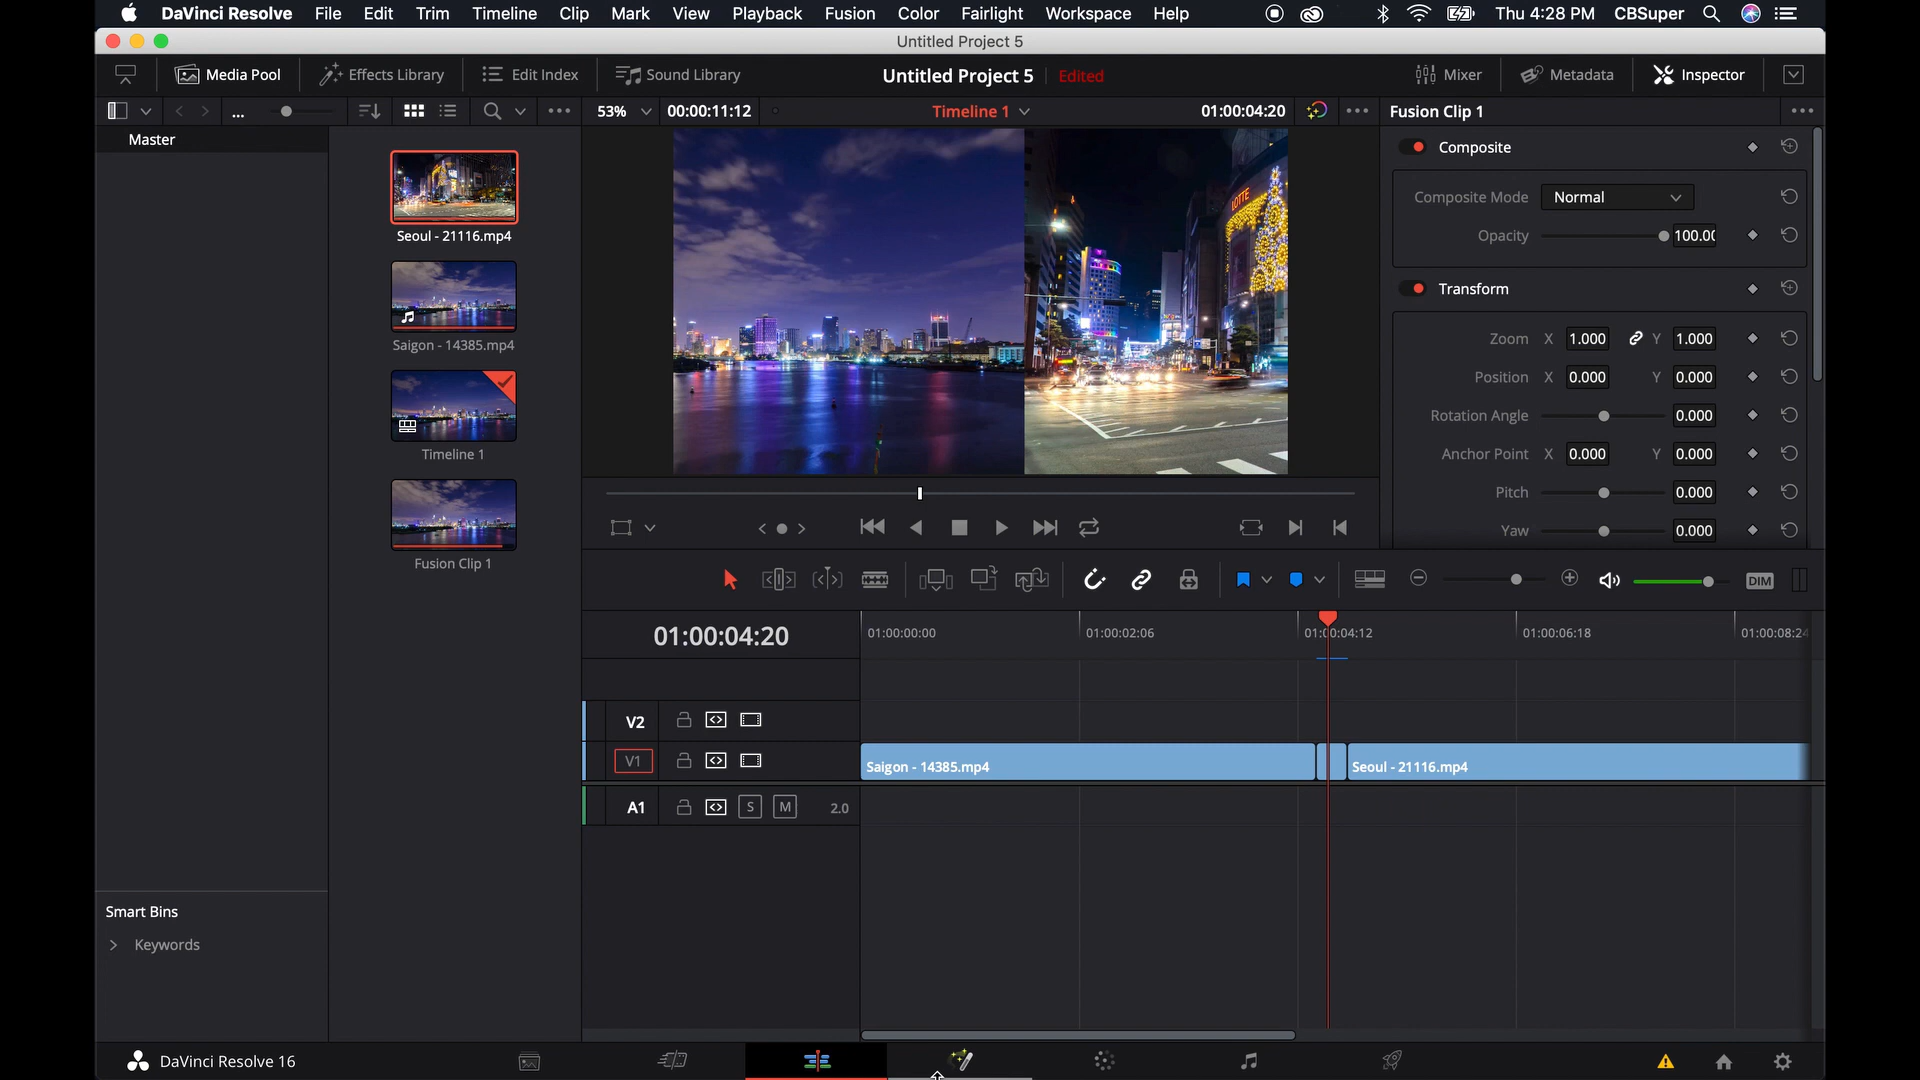 DaVinci Resolve File Edit Trim Timeline Clip Mark View Playback Fusion Color Fairlight Workspace Help Thu 4:28 PM CBSuper
Untitled Project 5
Media Pool Effects Library Edit Index Sound Library Untitled Project 5 Edited Mixer Metadata Inspector
... 53% 00:00:11:12 Timeline 1 01:00:04:20 Fusion Clip 1
Master
Composite
Composite Mode Normal
Opacity 100.00
Transform
Zoom X 1.000 Y 1.000
Position X 0.000 Y 0.000
Rotation Angle 0.000
Anchor Point X 0.000 Y 0.000
Pitch 0.000
Yaw 0.000
Seoul - 21116.mp4
Saigon - 14385.mp4
Timeline 1
Fusion Clip 1
LOTTE
DIM
01:00:04:20 01:00:00:00 01:00:02:06 01:00:04:12 01:00:06:18 01:00:08:24
V2
V1 Saigon - 14385.mp4 Seoul - 21116.mp4
A1 S M 2.0
Smart Bins
Keywords
DaVinci Resolve 16